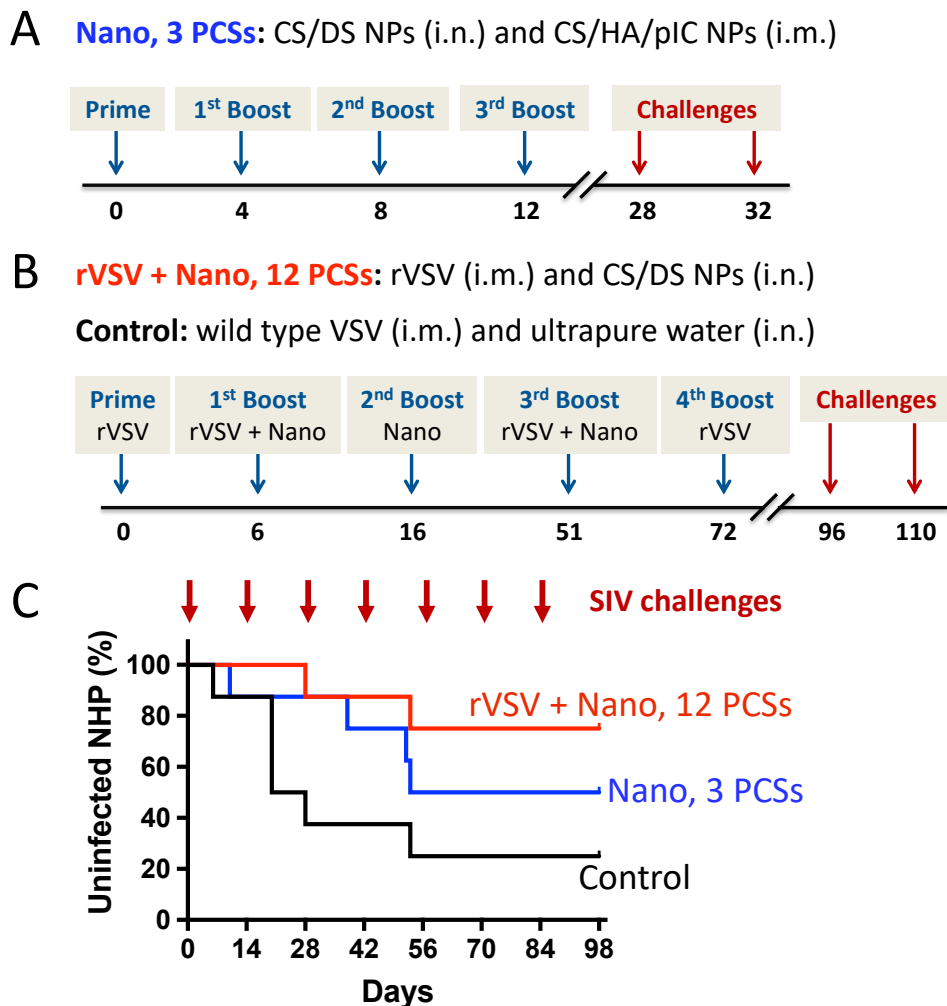 A
Nano, 3 PCSs: CS/DS NPs (i.n.) and CS/HA/pIC NPs (i.m.)
Prime 1st Boost 2nd Boost 3rd Boost Challenges
0 4 8 12 28 32
B
rVSV + Nano, 12 PCSs: rVSV (i.m.) and CS/DS NPs (i.n.)
Control: wild type VSV (i.m.) and ultrapure water (i.n.)
Prime 1st Boost 2nd Boost 3rd Boost 4th Boost Challenges
rVSV rVSV + Nano Nano rVSV + Nano rVSV
0 6 16 51 72 96 110
C
SIV challenges
Uninfected NHP (%)
100
80
60
40
20
0
rVSV + Nano, 12 PCSs
Nano, 3 PCSs
Control
0 14 28 42 56 70 84 98
Days